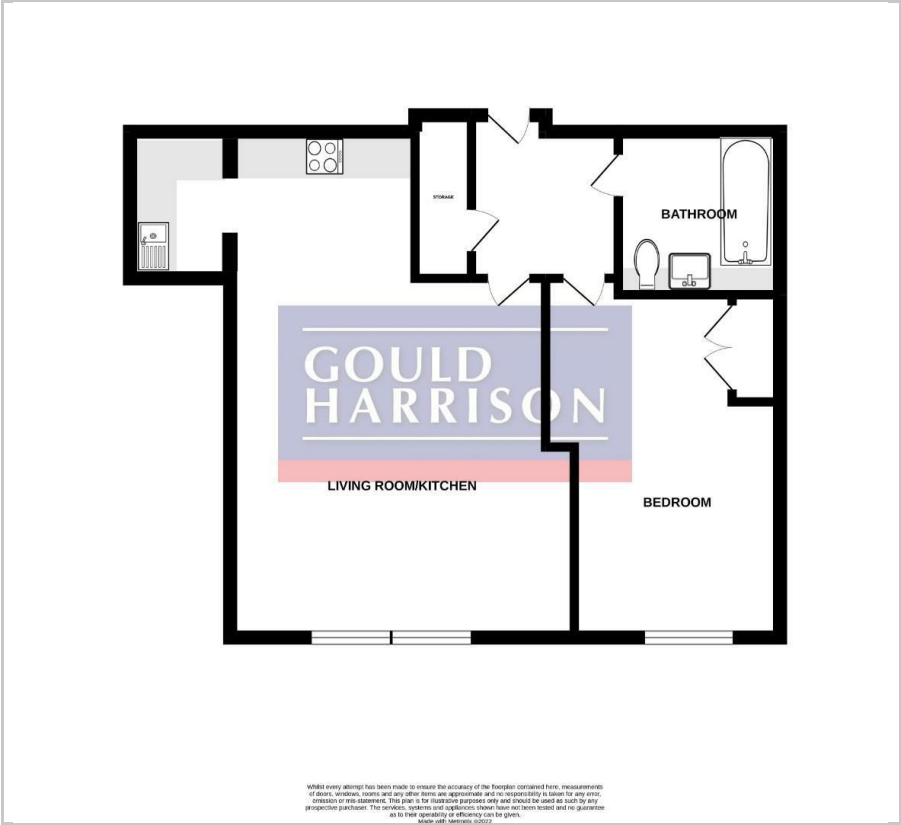 STORAGE
BATHROOM
GOULD
HARRISON
LIVING ROOM/KITCHEN
BEDROOM
Whilst every attempt has been made to ensure the accuracy of the floorplan contained here, measurements
of doors, windows, rooms and any other items are approximate and no responsibility is taken for any error,
omission or mis-statement. This plan is for illustrative purposes only and should be used as such by any
prospective purchaser. The services, systems and appliances shown have not been tested and no guarantee
as to their operability or efficiency can be given.
Made with Metropix ©2022